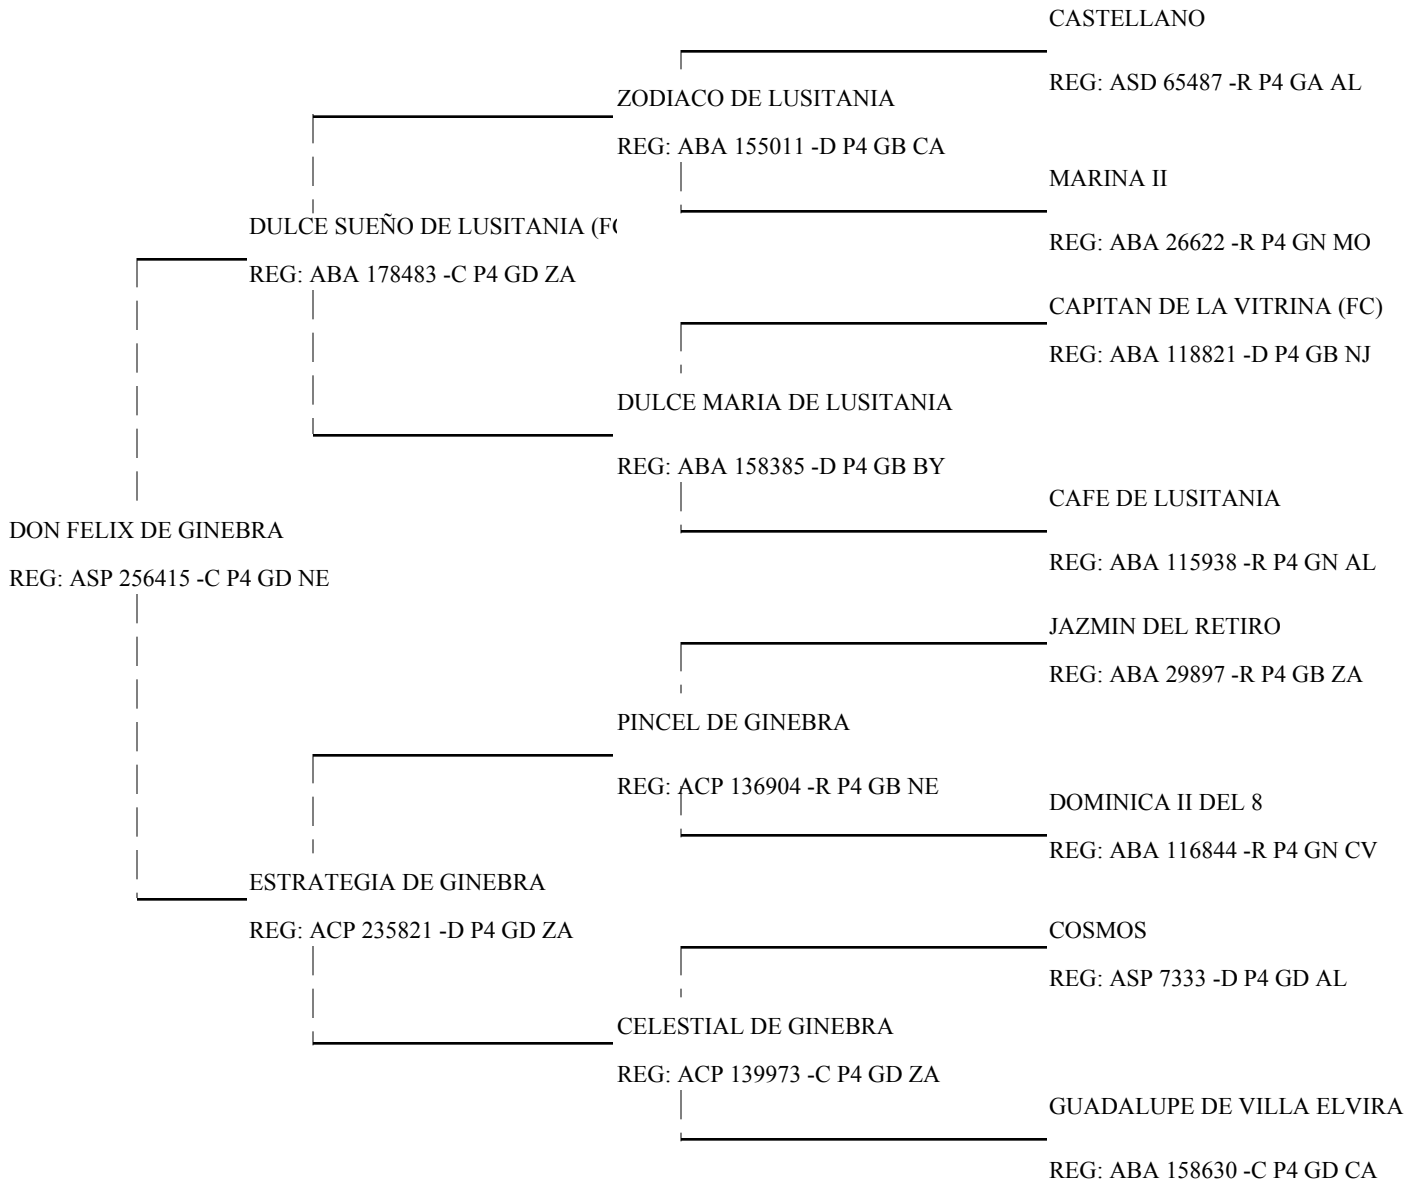 CASTELLANO
REG: ASD 65487 -R P4 GA AL
ZODIACO DE LUSITANIA
REG: ABA 155011 -D P4 GB CA
MARINA II
REG: ABA 26622 -R P4 GN MO
DULCE SUEÑO DE LUSITANIA (FC
REG: ABA 178483 -C P4 GD ZA
CAPITAN DE LA VITRINA (FC)
REG: ABA 118821 -D P4 GB NJ
DULCE MARIA DE LUSITANIA
REG: ABA 158385 -D P4 GB BY
CAFE DE LUSITANIA
REG: ABA 115938 -R P4 GN AL
DON FELIX DE GINEBRA
REG: ASP 256415 -C P4 GD NE
JAZMIN DEL RETIRO
REG: ABA 29897 -R P4 GB ZA
PINCEL DE GINEBRA
REG: ACP 136904 -R P4 GB NE
DOMINICA II DEL 8
REG: ABA 116844 -R P4 GN CV
ESTRATEGIA DE GINEBRA
REG: ACP 235821 -D P4 GD ZA
COSMOS
REG: ASP 7333 -D P4 GD AL
CELESTIAL DE GINEBRA
REG: ACP 139973 -C P4 GD ZA
GUADALUPE DE VILLA ELVIRA
REG: ABA 158630 -C P4 GD CA